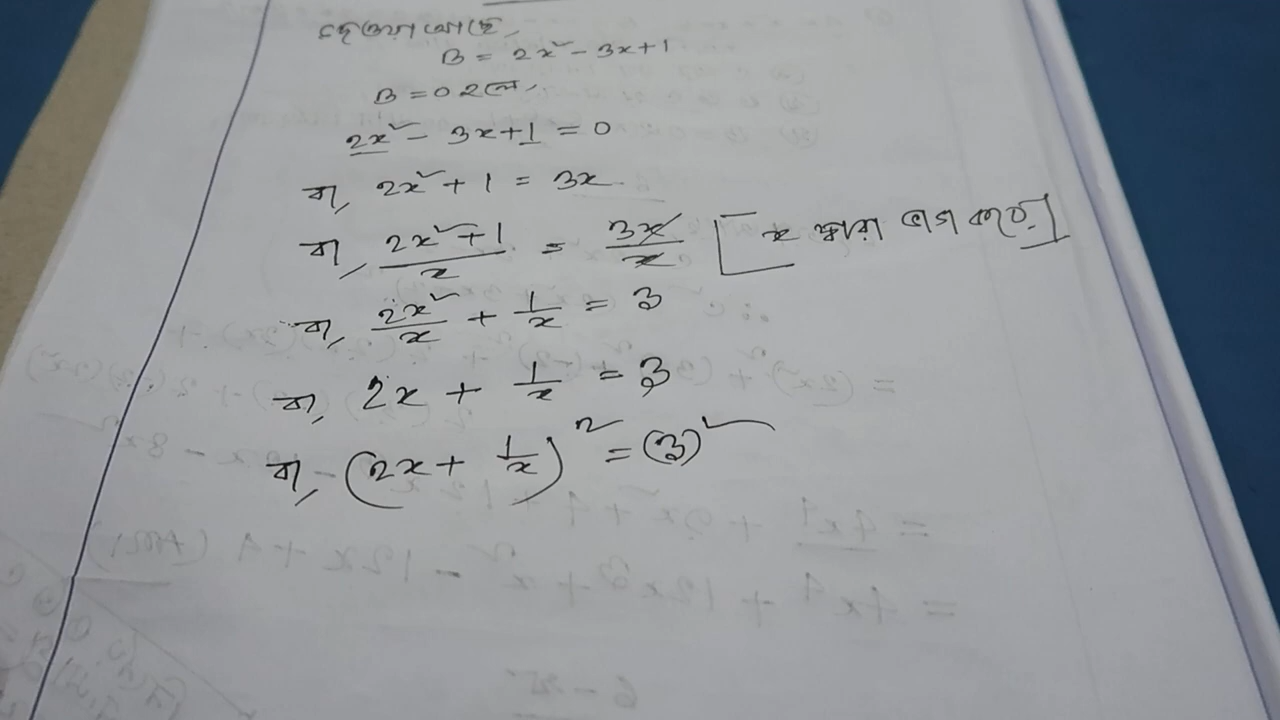 দেওয়া আছে,
B = 2x² - 3x + 1
B = 0 হলে,
2x² - 3x + 1 = 0
বা, 2x² + 1 = 3x
বা, (2x² + 1)/x = 3x/x [x দ্বারা ভাগ করে]
বা, 2x²/x + 1/x = 3
বা, 2x + 1/x = 3
বা, (2x + 1/x)² = (3)²